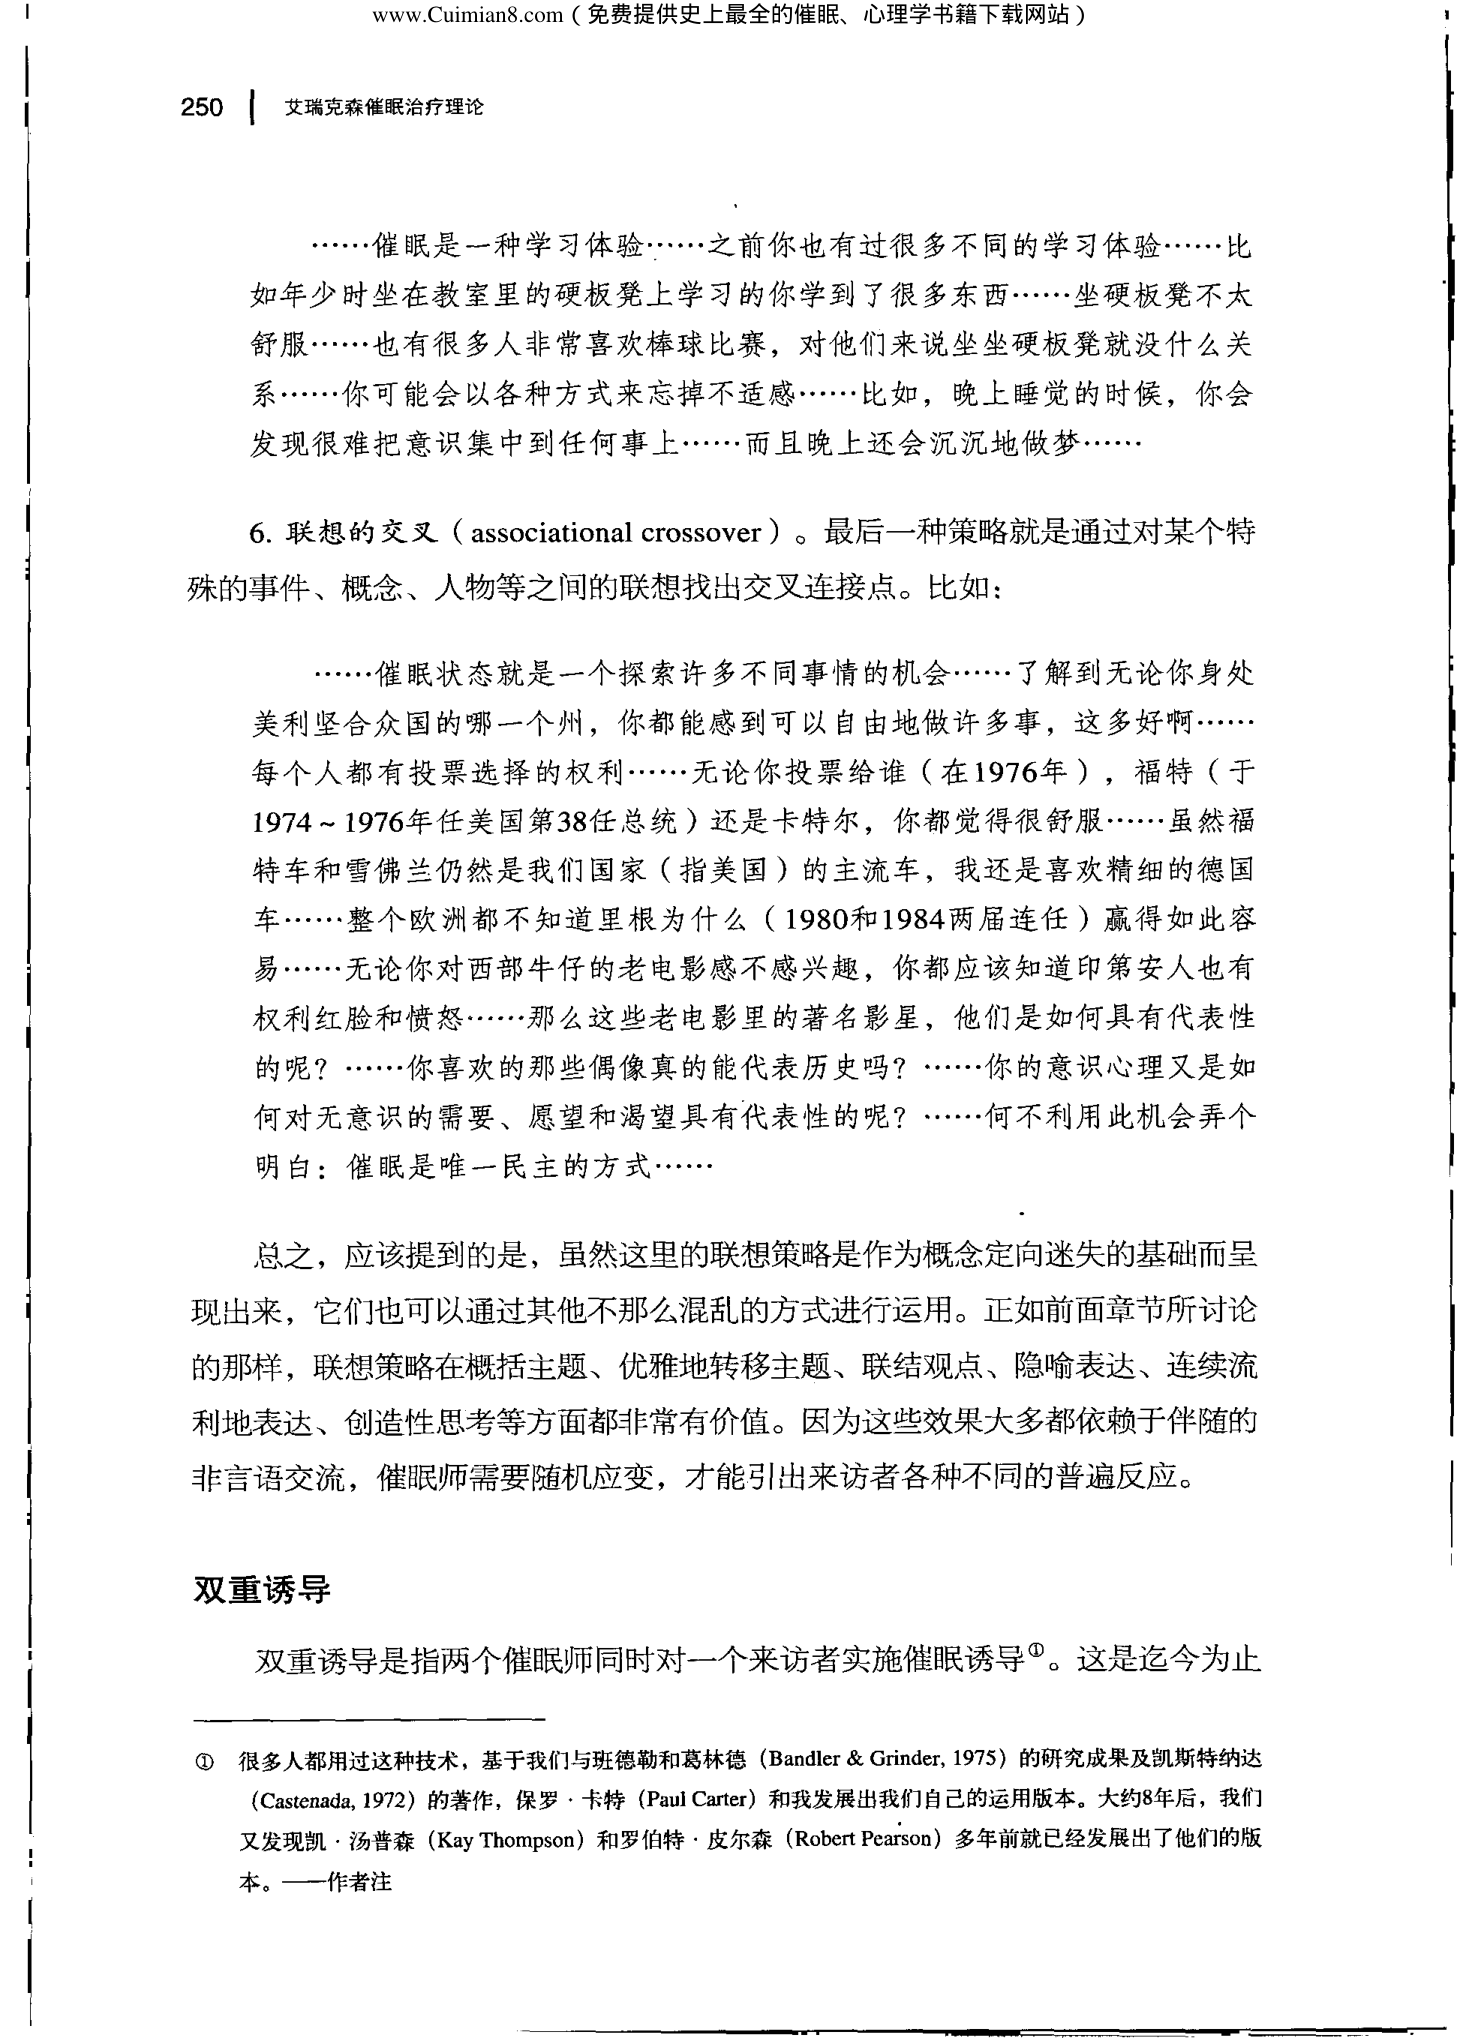 www.Cuimian8.com（免费提供史上最全的催眠、心理学书籍下载网站）
250 | 艾瑞克森催眠治疗理论
……催眠是一种学习体验……之前你也有过很多不同的学习体验……比
如年少时坐在教室里的硬板凳上学习的你学到了很多东西……坐硬板凳不太
舒服……也有很多人非常喜欢棒球比赛，对他们来说坐坐硬板凳就没什么关
系……你可能会以各种方式来忘掉不适感……比如，晚上睡觉的时候，你会
发现很难把意识集中到任何事上……而且晚上还会沉沉地做梦……
6. 联想的交叉（associational crossover）。最后一种策略就是通过对某个特
殊的事件、概念、人物等之间的联想找出交叉连接点。比如：
……催眠状态就是一个探索许多不同事情的机会……了解到无论你身处
美利坚合众国的哪一个州，你都能感到可以自由地做许多事，这多好啊……
每个人都有投票选择的权利……无论你投票给谁（在1976年），福特（于
1974～1976年任美国第38任总统）还是卡特尔，你都觉得很舒服……虽然福
特车和雪佛兰仍然是我们国家（指美国）的主流车，我还是喜欢精细的德国
车……整个欧洲都不知道里根为什么（1980和1984两届连任）赢得如此容
易……无论你对西部牛仔的老电影感不感兴趣，你都应该知道印第安人也有
权利红脸和愤怒……那么这些老电影里的著名影星，他们是如何具有代表性
的呢？……你喜欢的那些偶像真的能代表历史吗？……你的意识心理又是如
何对无意识的需要、愿望和渴望具有代表性的呢？……何不利用此机会弄个
明白：催眠是唯一民主的方式……
总之，应该提到的是，虽然这里的联想策略是作为概念定向迷失的基础而呈
现出来，它们也可以通过其他不那么混乱的方式进行运用。正如前面章节所讨论
的那样，联想策略在概括主题、优雅地转移主题、联结观点、隐喻表达、连续流
利地表达、创造性思考等方面都非常有价值。因为这些效果大多都依赖于伴随的
非言语交流，催眠师需要随机应变，才能引出来访者各种不同的普遍反应。
双重诱导
双重诱导是指两个催眠师同时对一个来访者实施催眠诱导①。这是迄今为止
① 很多人都用过这种技术，基于我们与班德勒和葛林德（Bandler & Grinder, 1975）的研究成果及凯斯特纳达
（Castenada, 1972）的著作，保罗·卡特（Paul Carter）和我发展出我们自己的运用版本。大约8年后，我们
又发现凯·汤普森（Kay Thompson）和罗伯特·皮尔森（Robert Pearson）多年前就已经发展出了他们的版
本。——作者注